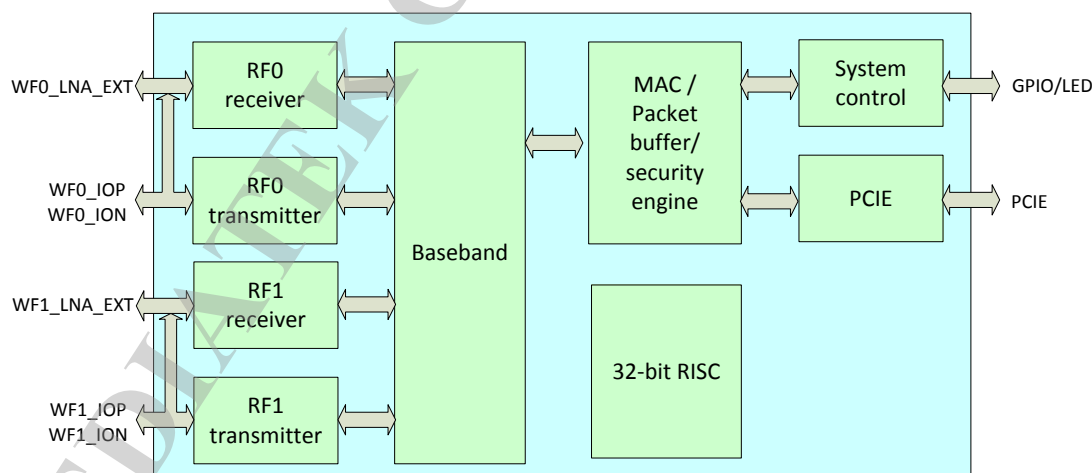 WF0_LNA_EXT
RF0
receiver
WF0_IOP
WF0_ION
RF0
transmitter
WF1_LNA_EXT
RF1
receiver
WF1_IOP
WF1_ION
RF1
transmitter
Baseband
MAC /
Packet
buffer/
security
engine
32-bit RISC
System
control
GPIO/LED
PCIE
PCIE
EDIATEK C